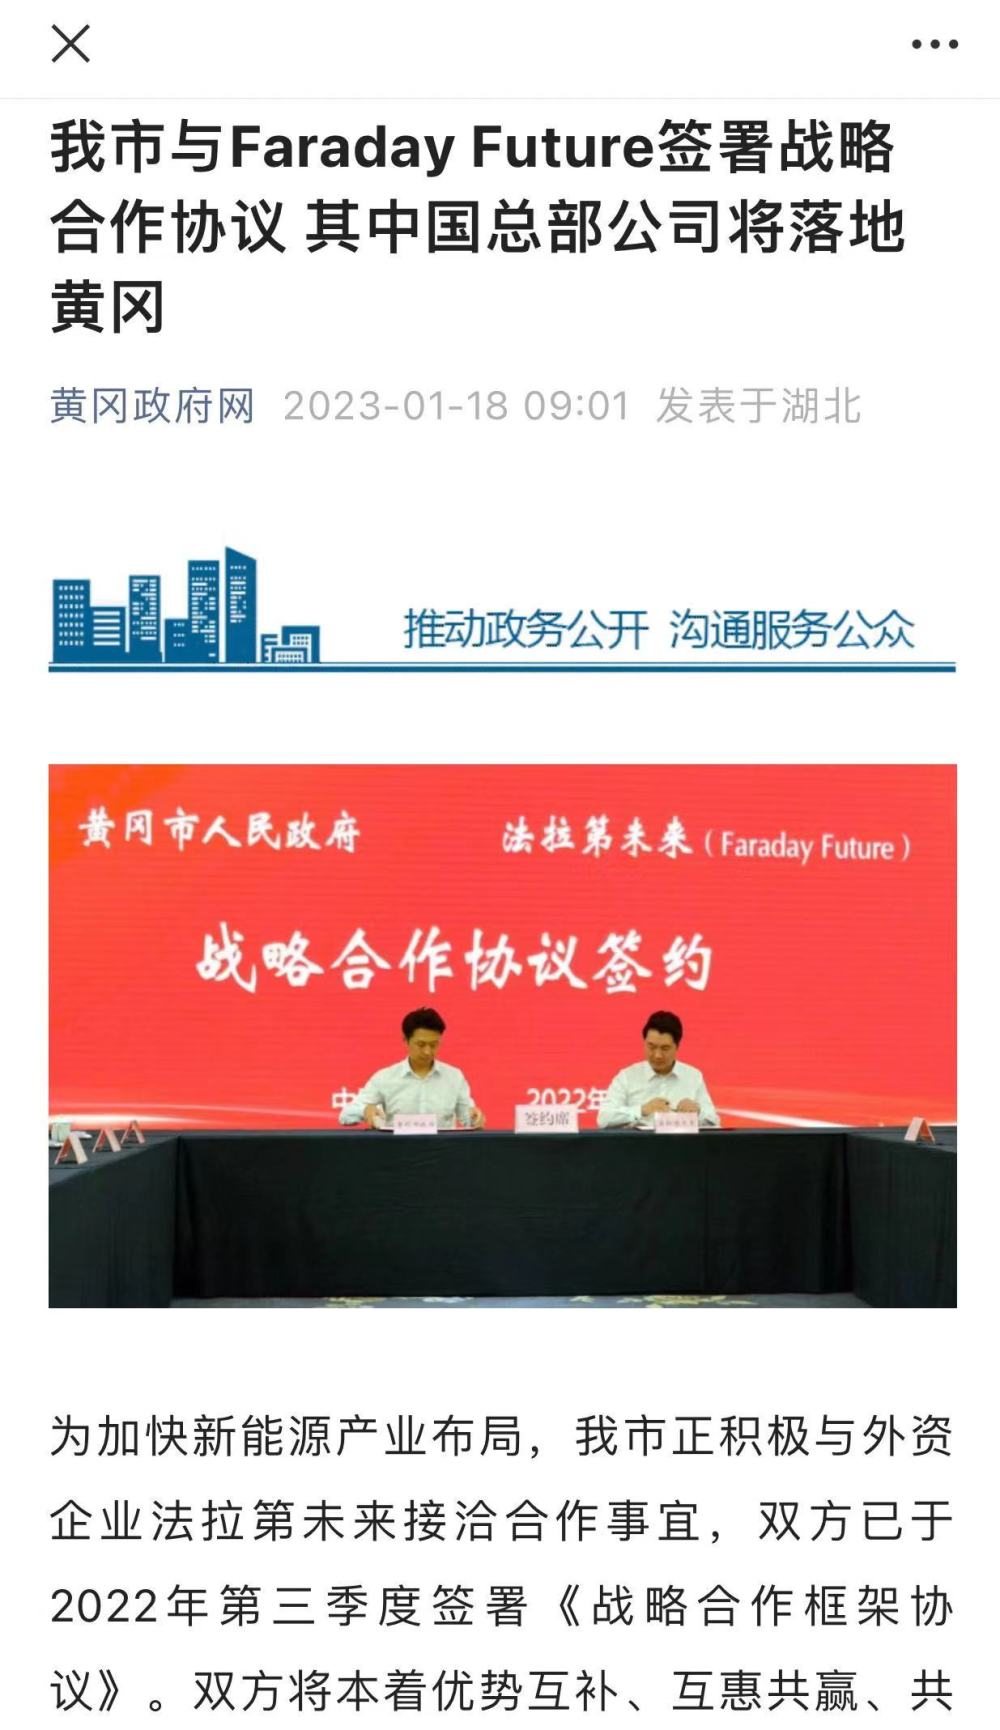 我市与Faraday Future签署战略
合作协议 其中国总部公司将落地
黄冈
黄冈政府网 2023-01-18 09:01 发表于湖北
推动政务公开 沟通服务公众
黄冈市人民政府 法拉第未来（Faraday Future）
战略合作协议签约
2022年
签约席
为加快新能源产业布局，我市正积极与外资
企业法拉第未来接洽合作事宜，双方已于
2022年第三季度签署《战略合作框架协
议》。双方将本着优势互补、互惠共赢、共